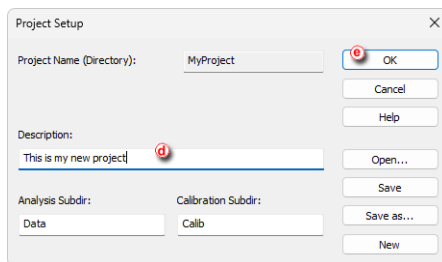 Project Setup
Project Name (Directory):
MyProject
e
OK
Cancel
Help
Description:
This is my new project
d
Open...
Analysis Subdir:
Calibration Subdir:
Save
Data
Calib
Save as...
New